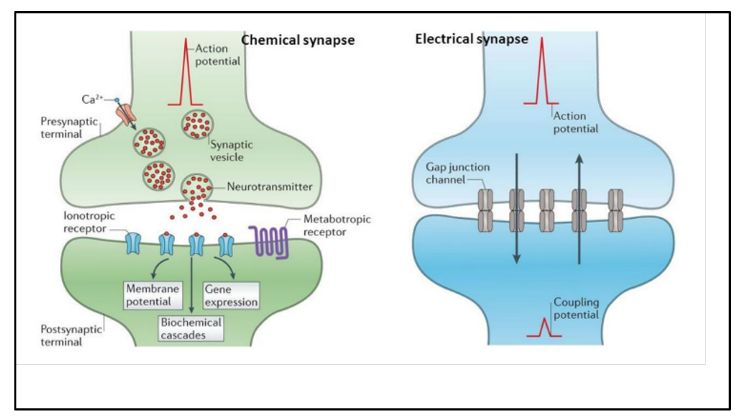 Chemical synapse
Action
potential
Ca2+
Presynaptic
terminal
Synaptic
vesicle
Neurotransmitter
Ionotropic
receptor
Metabotropic
receptor
Membrane
potential
Gene
expression
Biochemical
cascades
Postsynaptic
terminal
Electrical synapse
Action
potential
Gap junction
channel
Coupling
potential